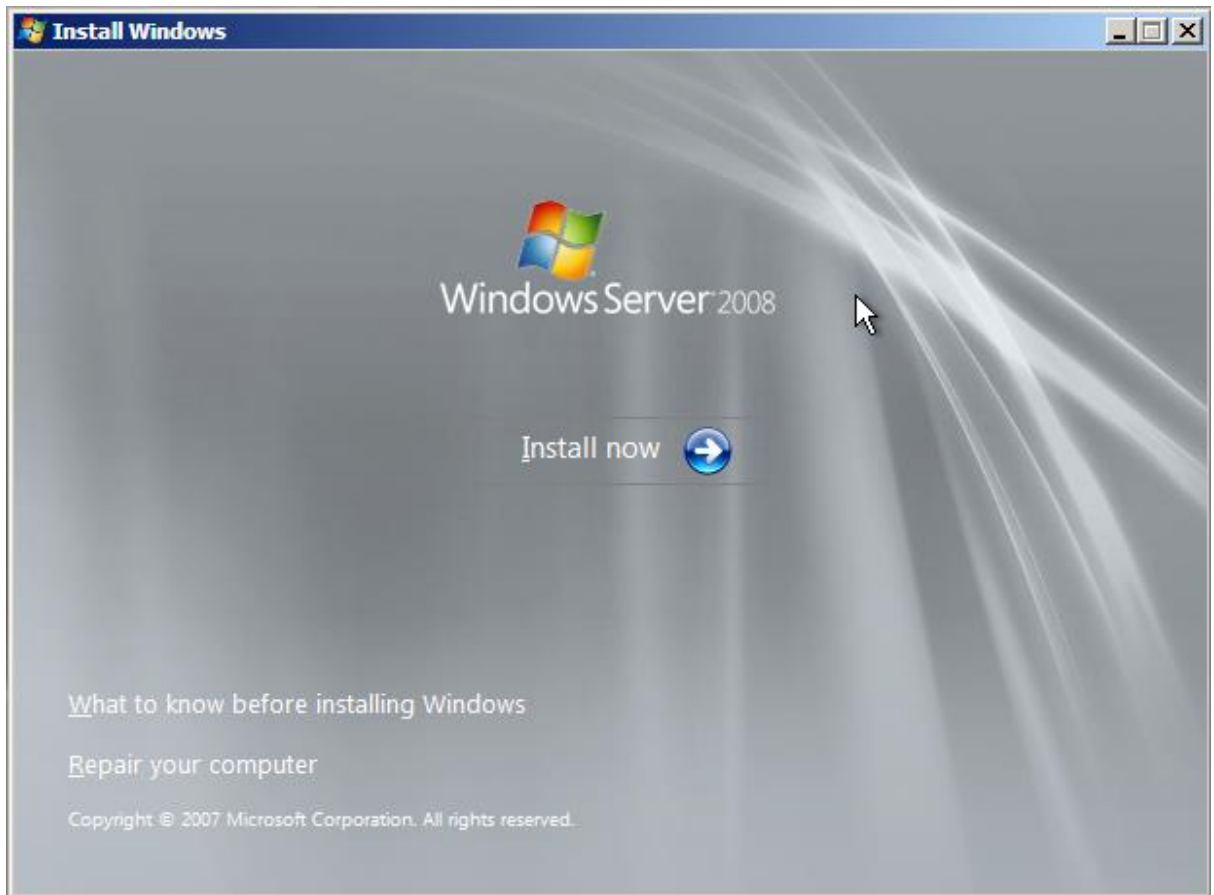 Install Windows
Windows Server 2008
Install now
What to know before installing Windows
Repair your computer
Copyright © 2007 Microsoft Corporation. All rights reserved.